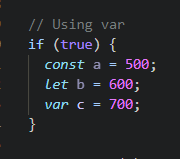 // Using var
if (true) {
const a = 500;
let b = 600;
var c = 700;
}